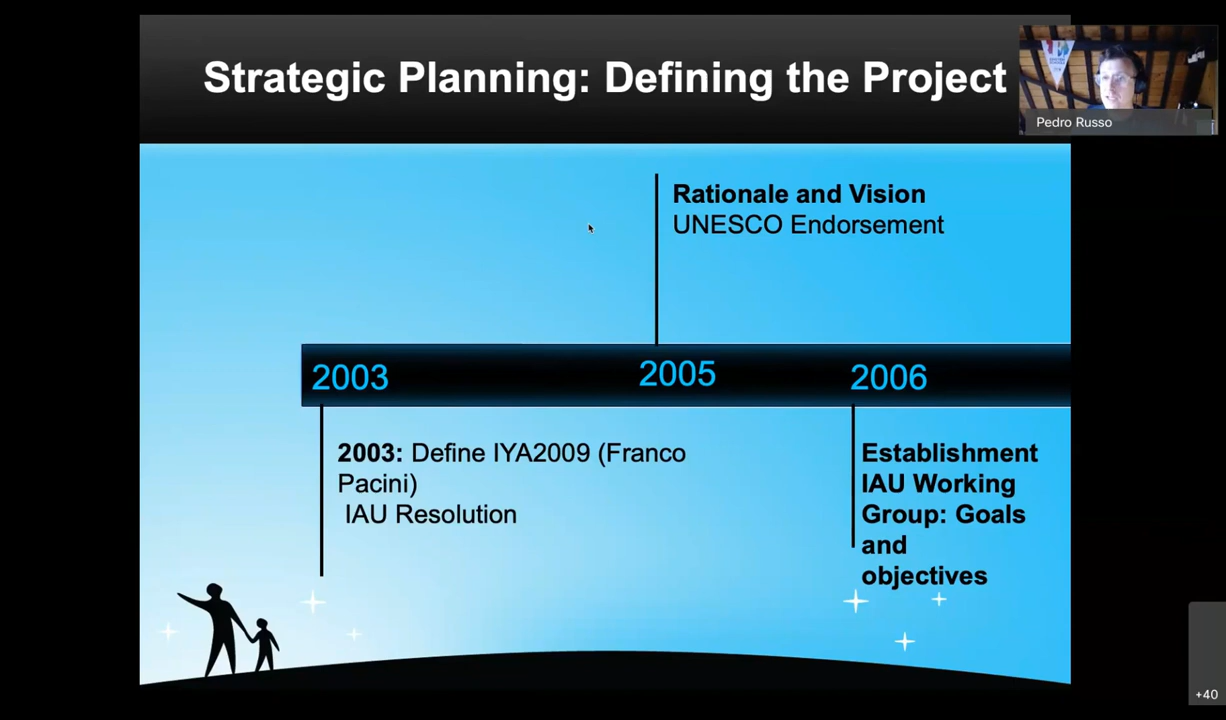 Strategic Planning: Defining the Project
Pedro Russo
Rationale and Vision
UNESCO Endorsement
2003
2005
2006
2003: Define IYA2009 (Franco
Pacini)
IAU Resolution
Establishment
IAU Working
Group: Goals
and
objectives
+40